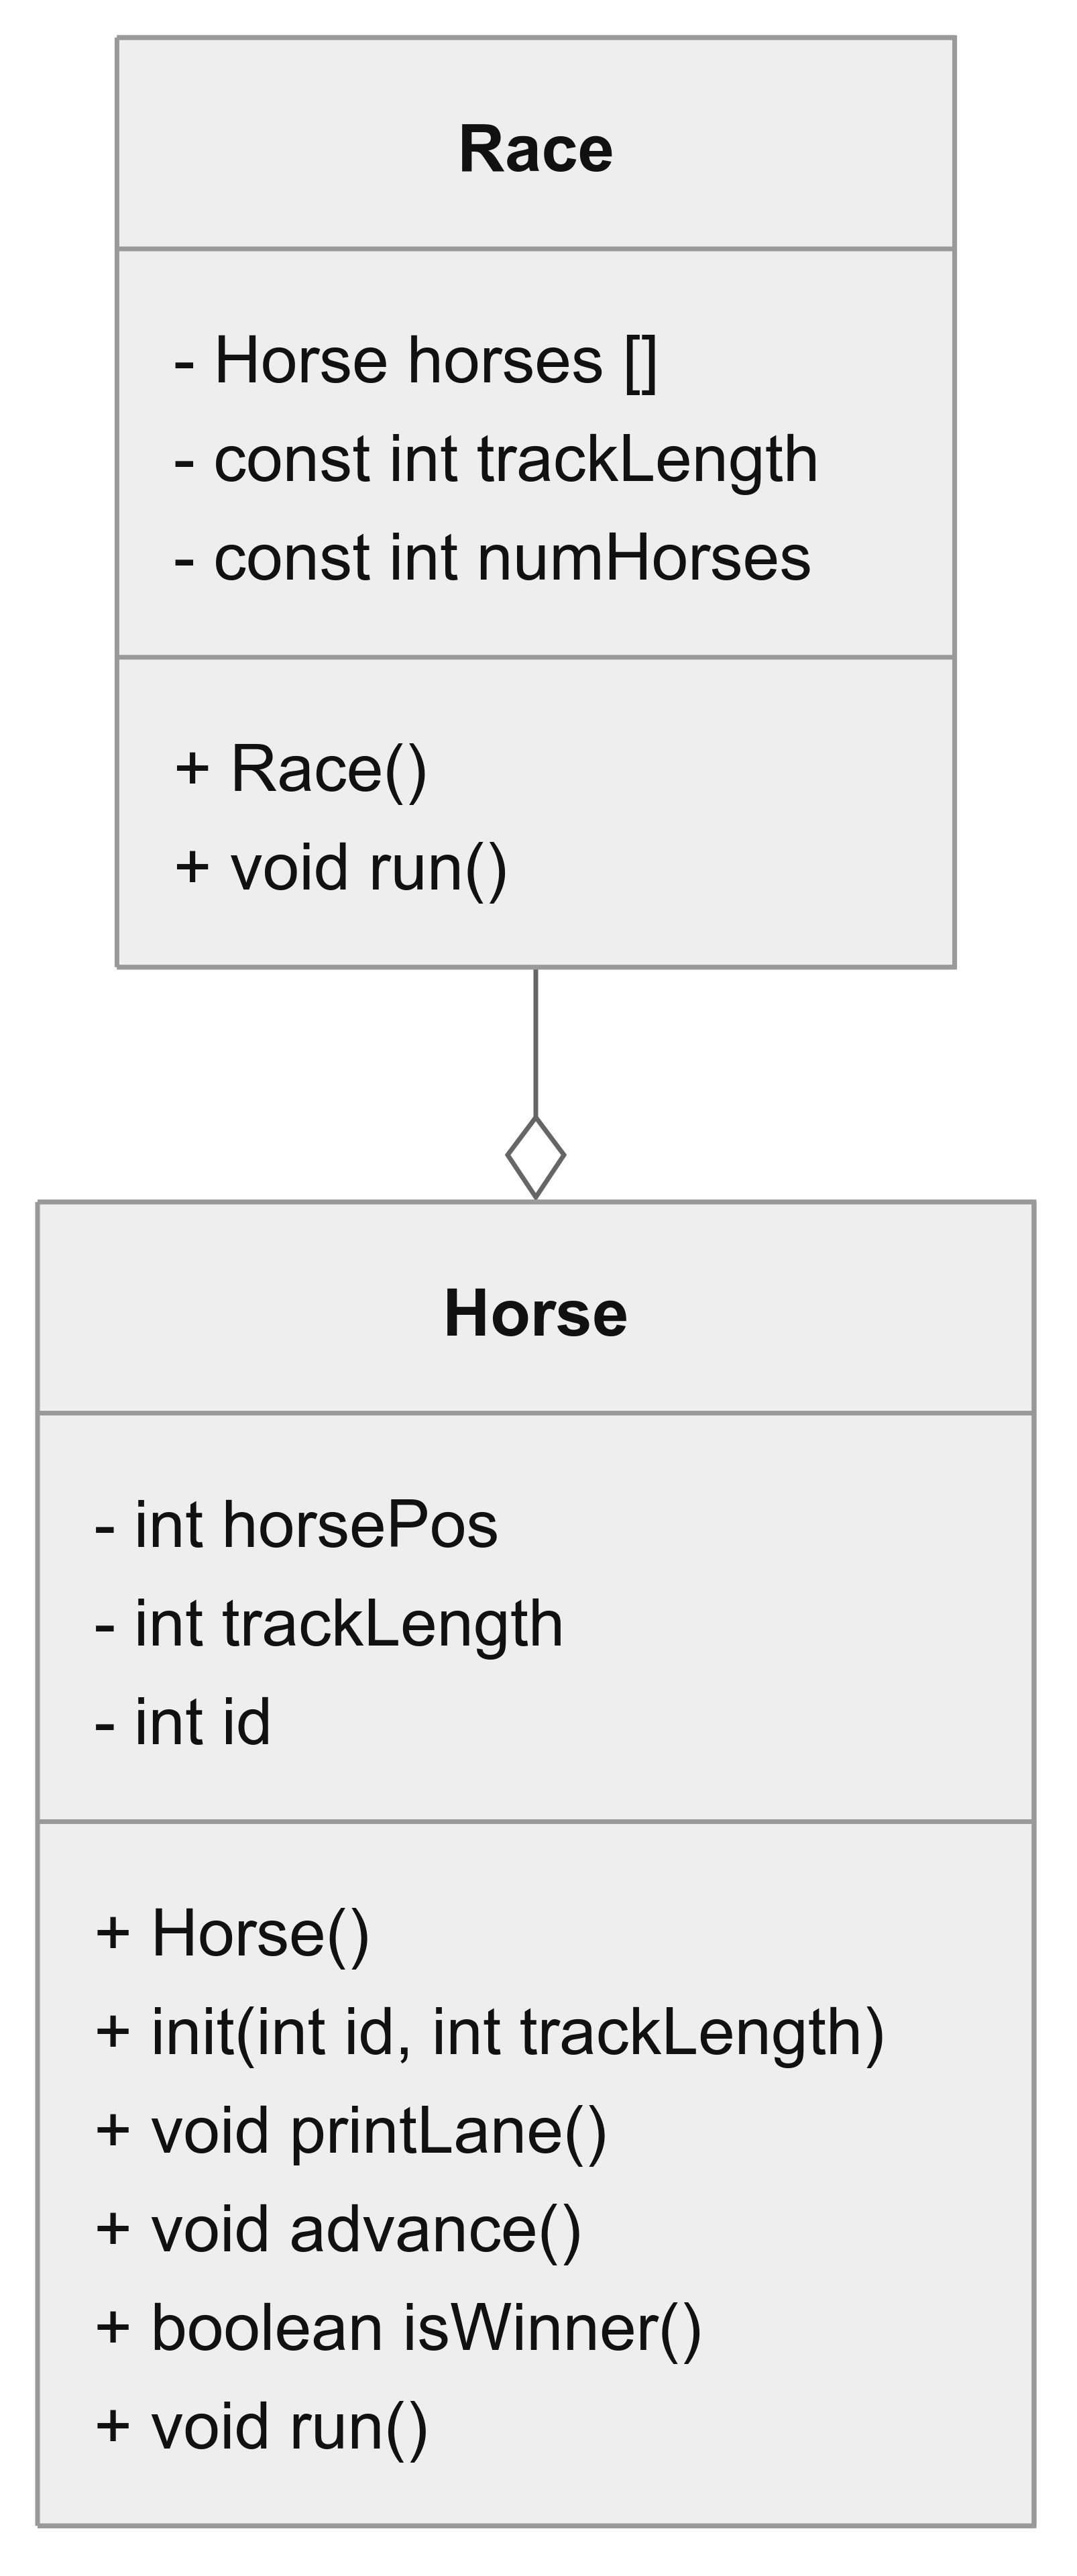 Race
- Horse horses []
- const int trackLength
- const int numHorses
+ Race()
+ void run()
Horse
- int horsePos
- int trackLength
- int id
+ Horse()
+ init(int id, int trackLength)
+ void printLane()
+ void advance()
+ boolean isWinner()
+ void run()